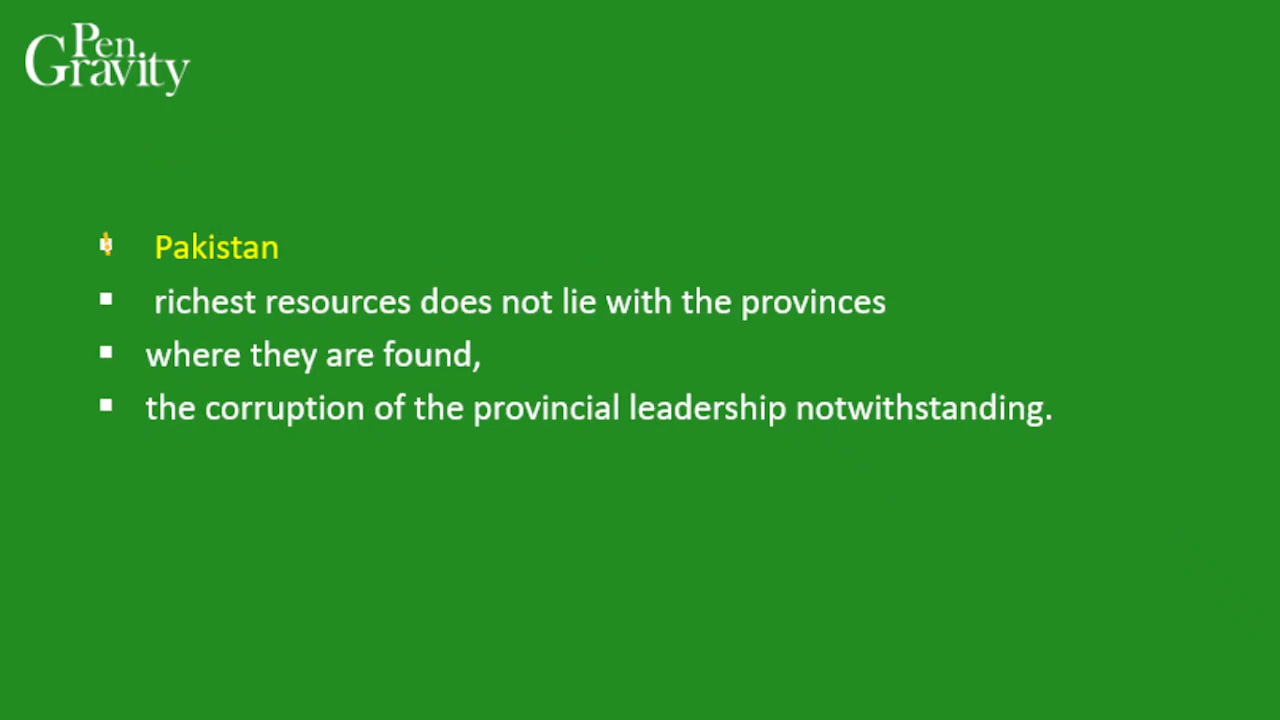 Pen
Gravity
Pakistan
richest resources does not lie with the provinces
where they are found,
the corruption of the provincial leadership notwithstanding.